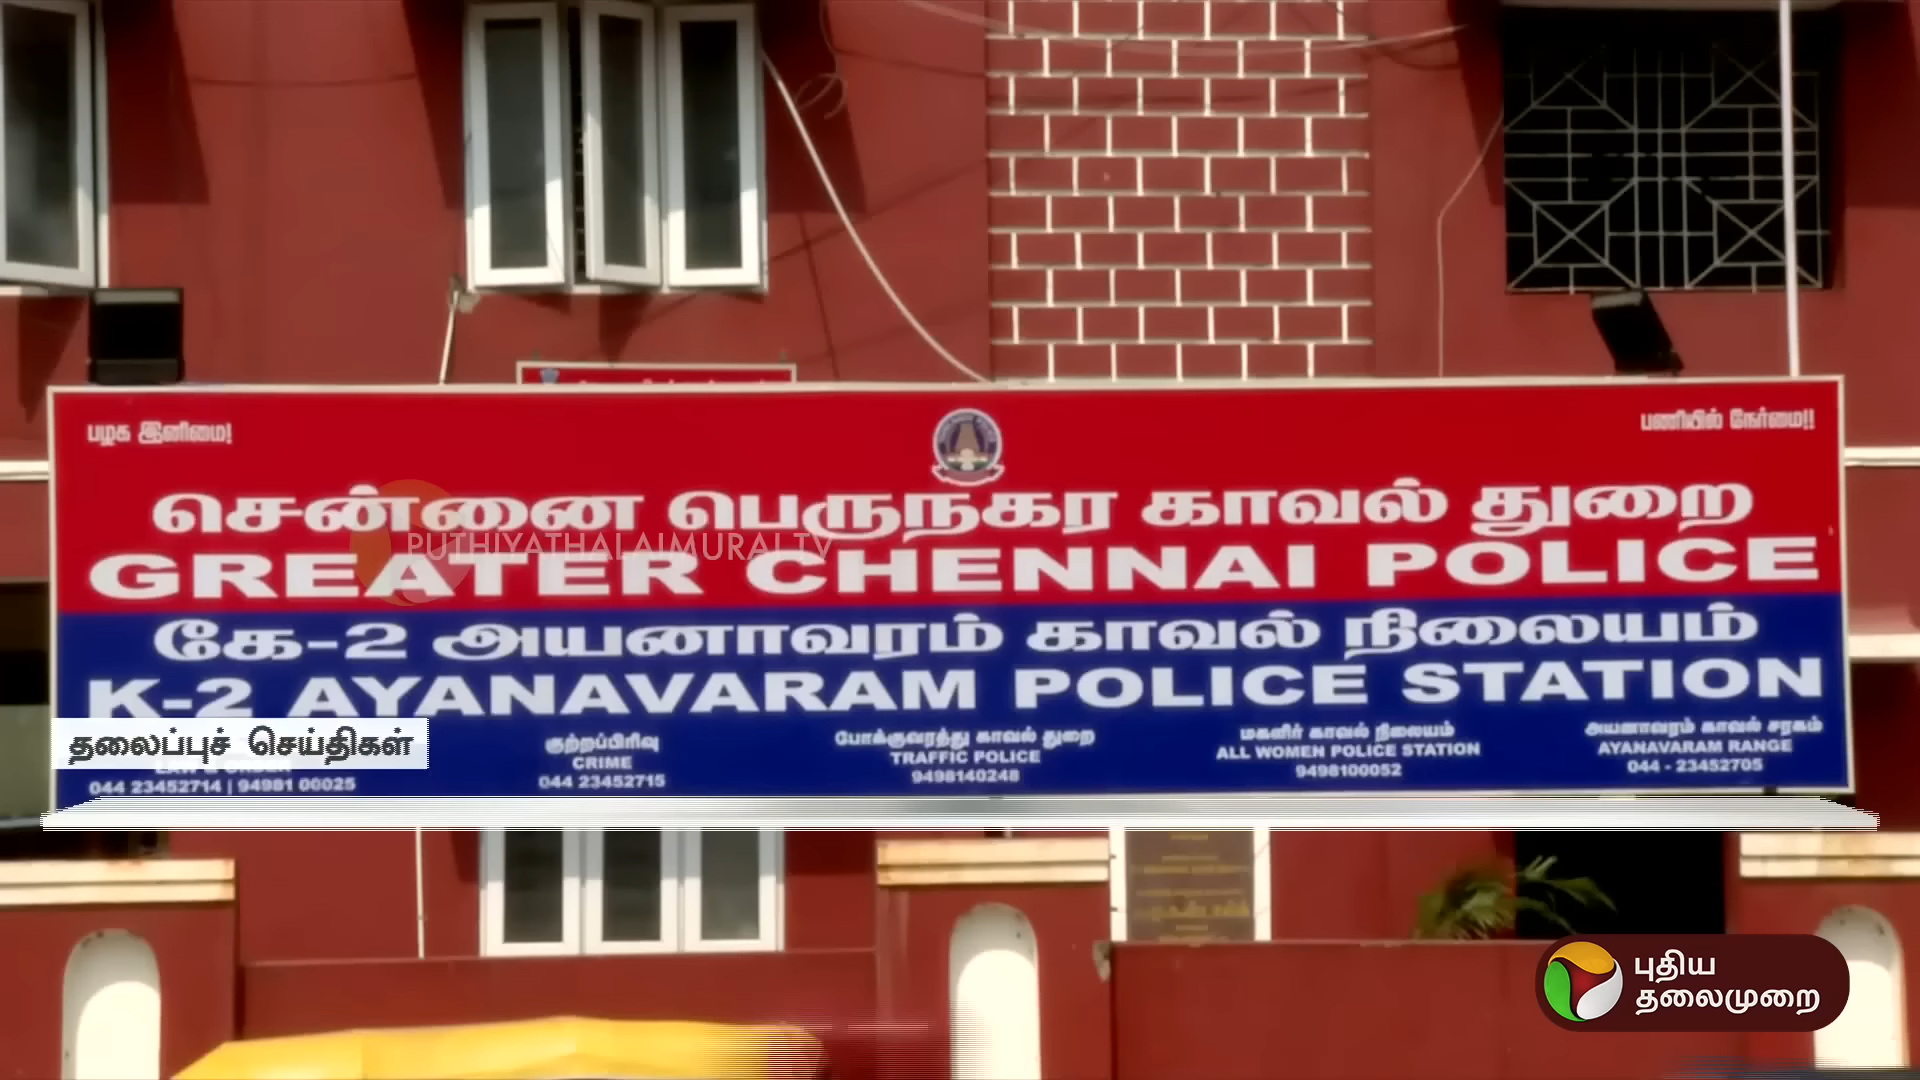 பழக இனிமை!
பணியில் நேர்மை!!
சென்னை பெருநகர காவல் துறை
PUTHIYATHALAIMURAI TV
GREATER CHENNAI POLICE
கே-2 அயனாவரம் காவல் நிலையம்
K-2 AYANAVARAM POLICE STATION
தலைப்புச் செய்திகள்
LAW & ORDER
044 23452714 | 94981 00025
குற்றப்பிரிவு
CRIME
044 23452715
போக்குவரத்து காவல் துறை
TRAFFIC POLICE
9498140248
மகளிர் காவல் நிலையம்
ALL WOMEN POLICE STATION
9498100052
அயனாவரம் காவல் சரகம்
AYANAVARAM RANGE
044 - 23452705
புதிய
தலைமுறை